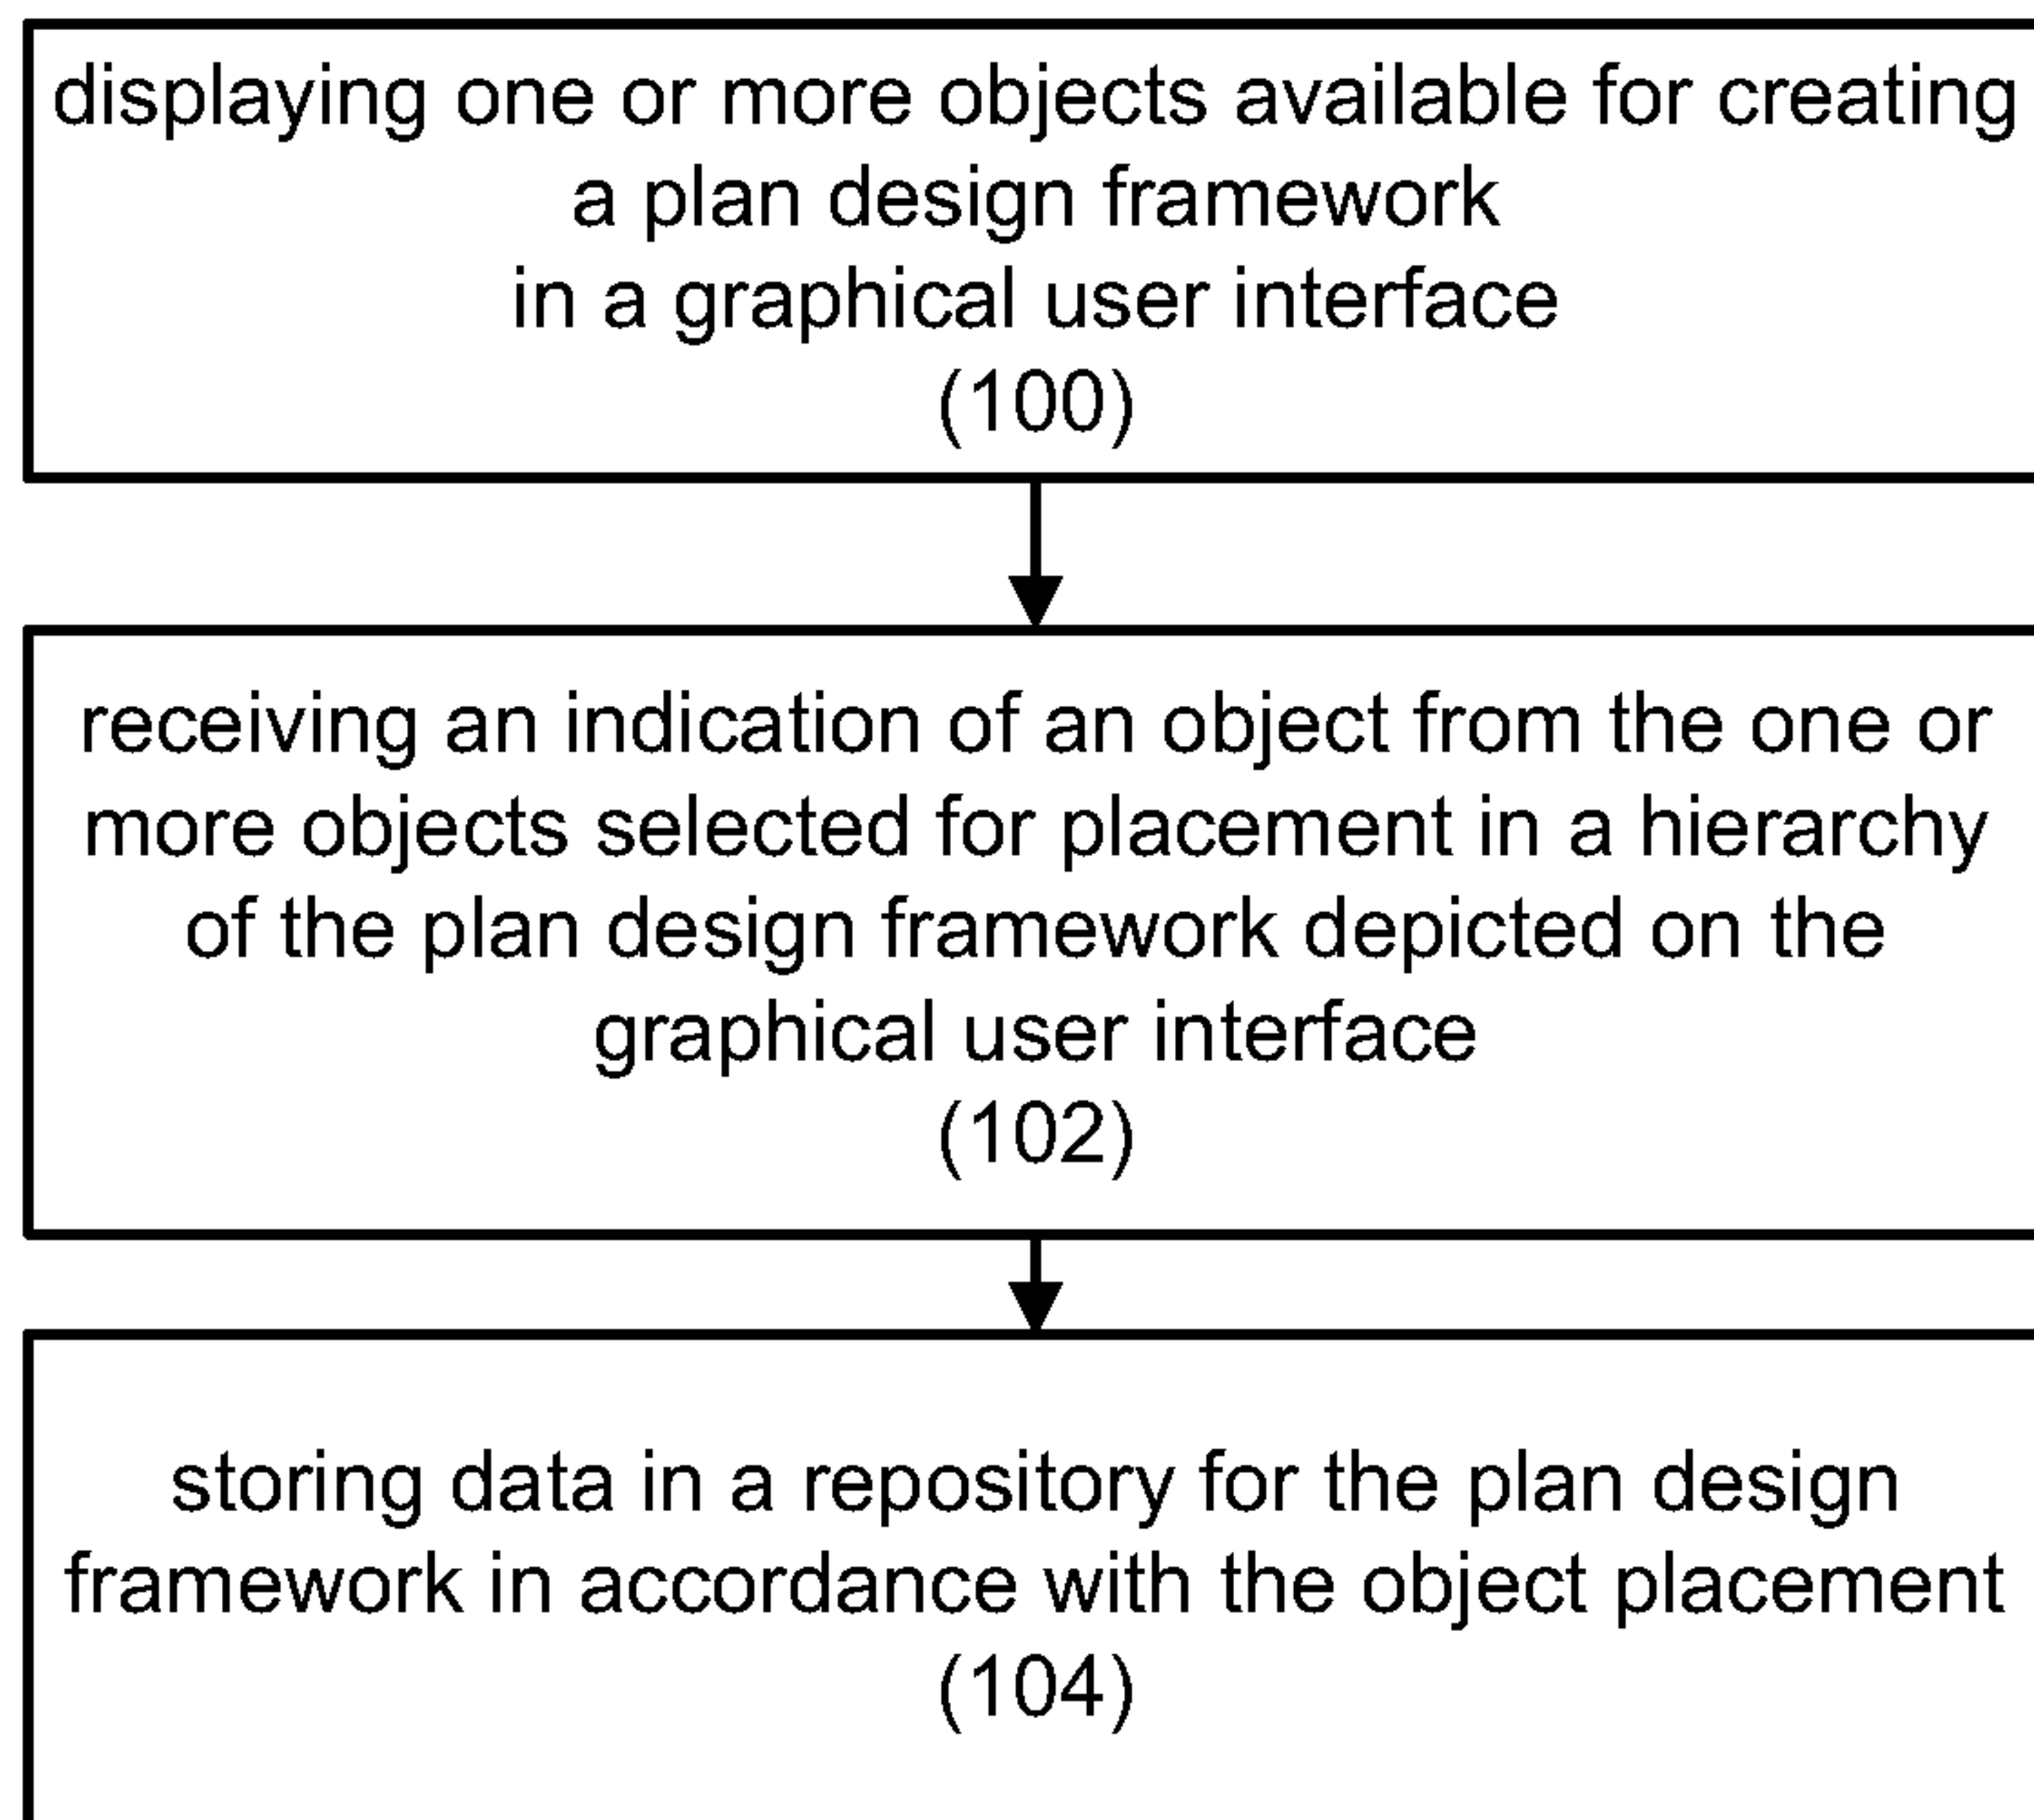 displaying one or more objects available for creating
a plan design framework
in a graphical user interface
(100)
receiving an indication of an object from the one or
more objects selected for placement in a hierarchy
of the plan design framework depicted on the
graphical user interface
(102)
storing data in a repository for the plan design
framework in accordance with the object placement
(104)